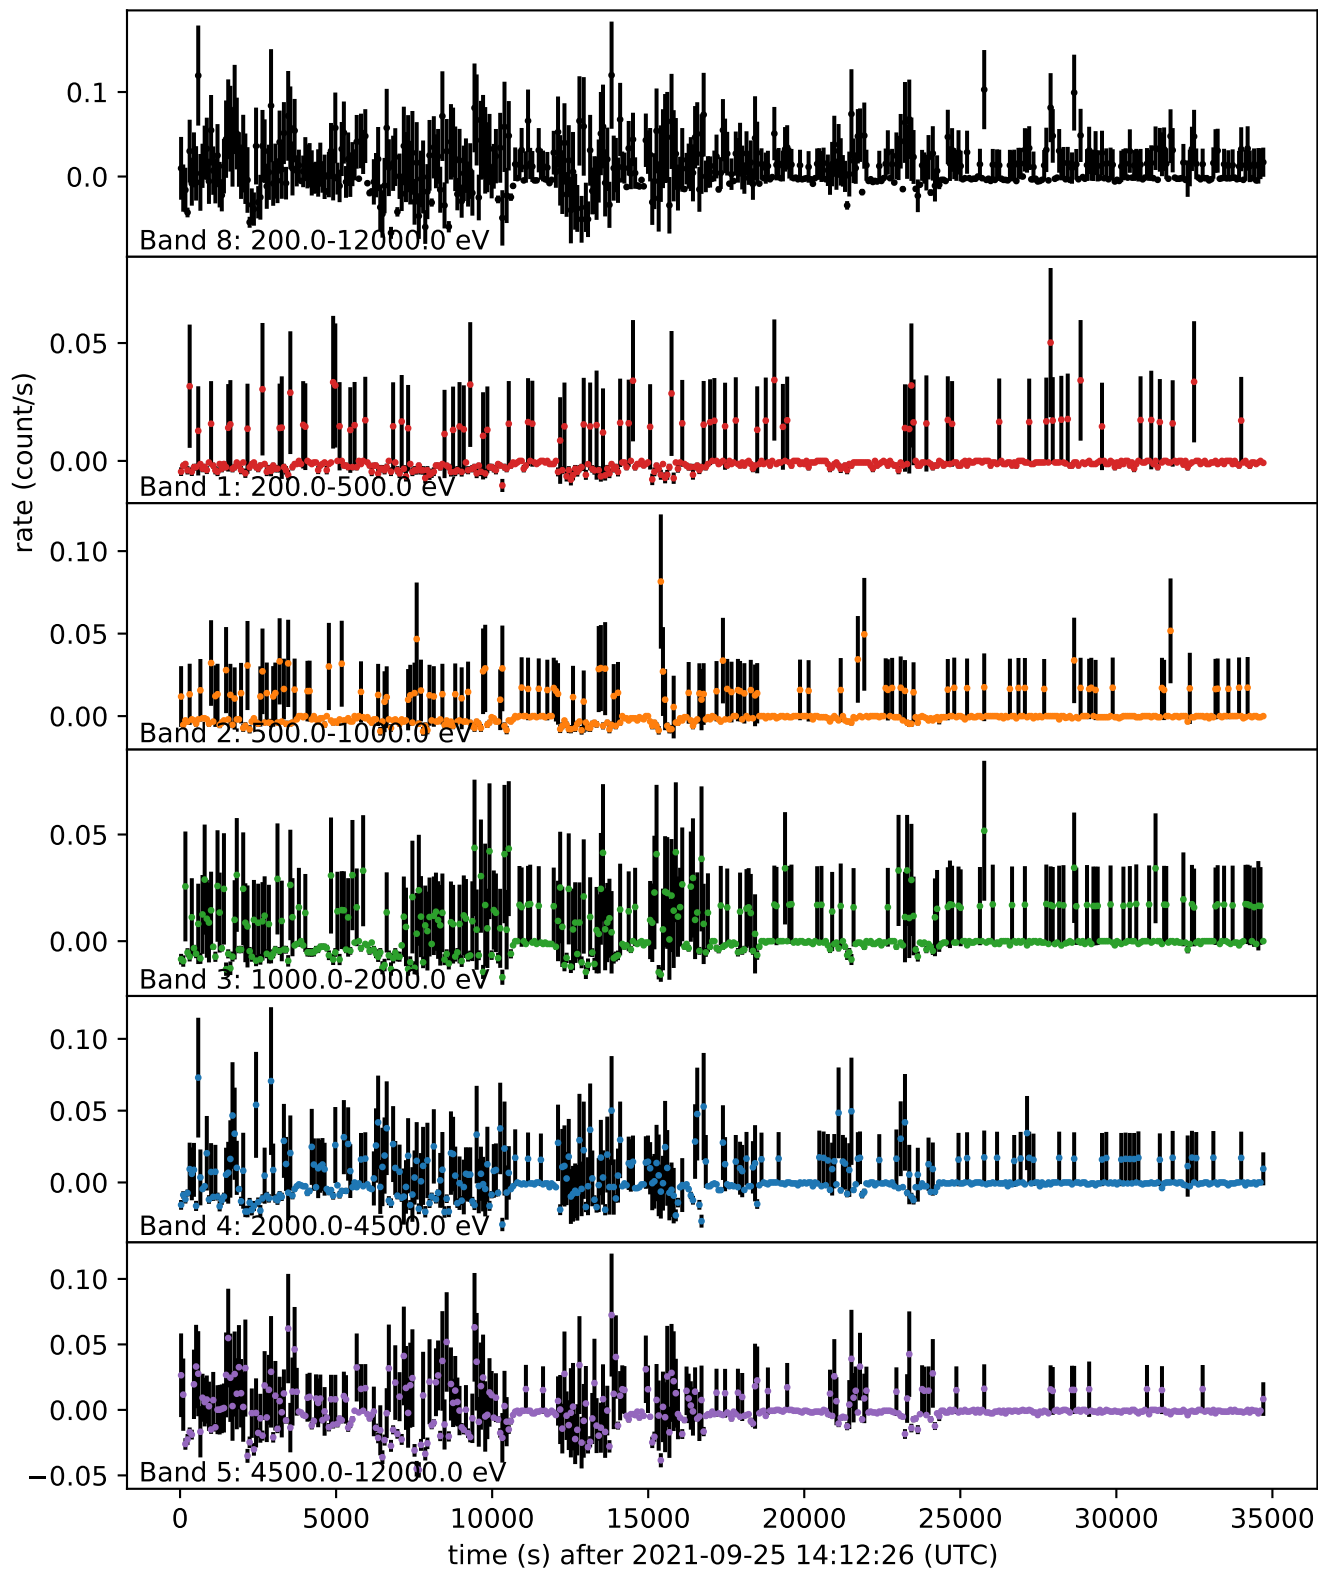 0.1
0.0
Band 8: 200.0-12000.0 eV
0.05
0.00
Band 1: 200.0-500.0 eV
rate (count/s)
0.10
0.05
0.00
Band 2: 500.0-1000.0 eV
0.05
0.00
Band 3: 1000.0-2000.0 eV
0.10
0.05
0.00
Band 4: 2000.0-4500.0 eV
0.10
0.05
0.00
−0.05
Band 5: 4500.0-12000.0 eV
0 5000 10000 15000 20000 25000 30000 35000
time (s) after 2021-09-25 14:12:26 (UTC)